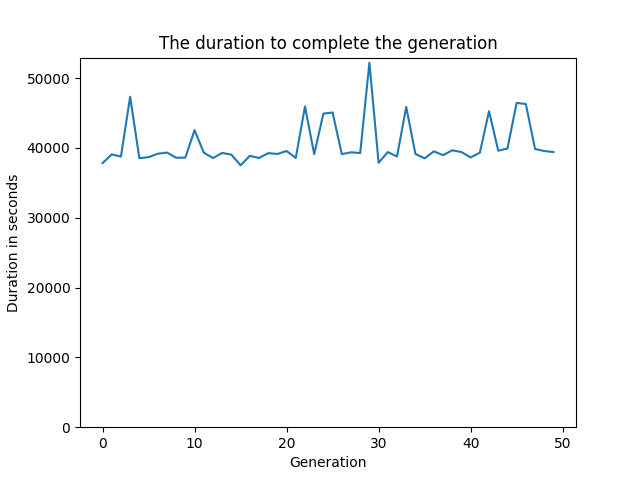 The duration to complete the generation
50000
40000
30000
20000
10000
0
Duration in seconds
0 10 20 30 40 50
Generation